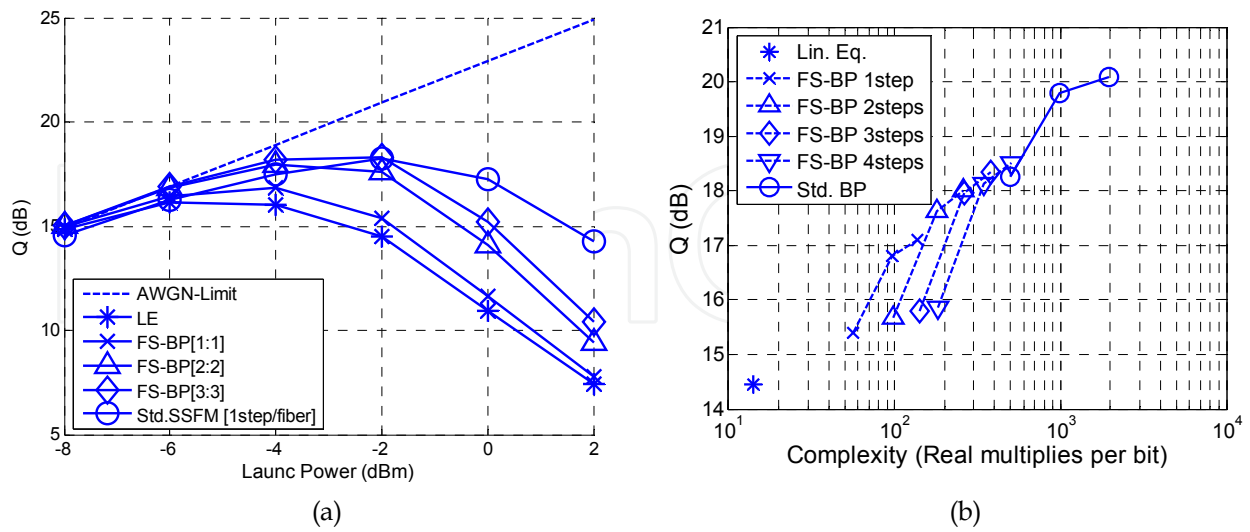 25
20
15
10
5
Q (dB)
-8
-6
-4
-2
0
2
Launc Power (dBm)
AWGN-Limit
LE
FS-BP[1:1]
FS-BP[2:2]
FS-BP[3:3]
Std.SSFM [1step/fiber]
(a)
21
20
19
18
17
16
15
14
Q (dB)
10^1
10^2
10^3
10^4
Complexity (Real multiplies per bit)
Lin. Eq.
FS-BP 1step
FS-BP 2steps
FS-BP 3steps
FS-BP 4steps
Std. BP
(b)